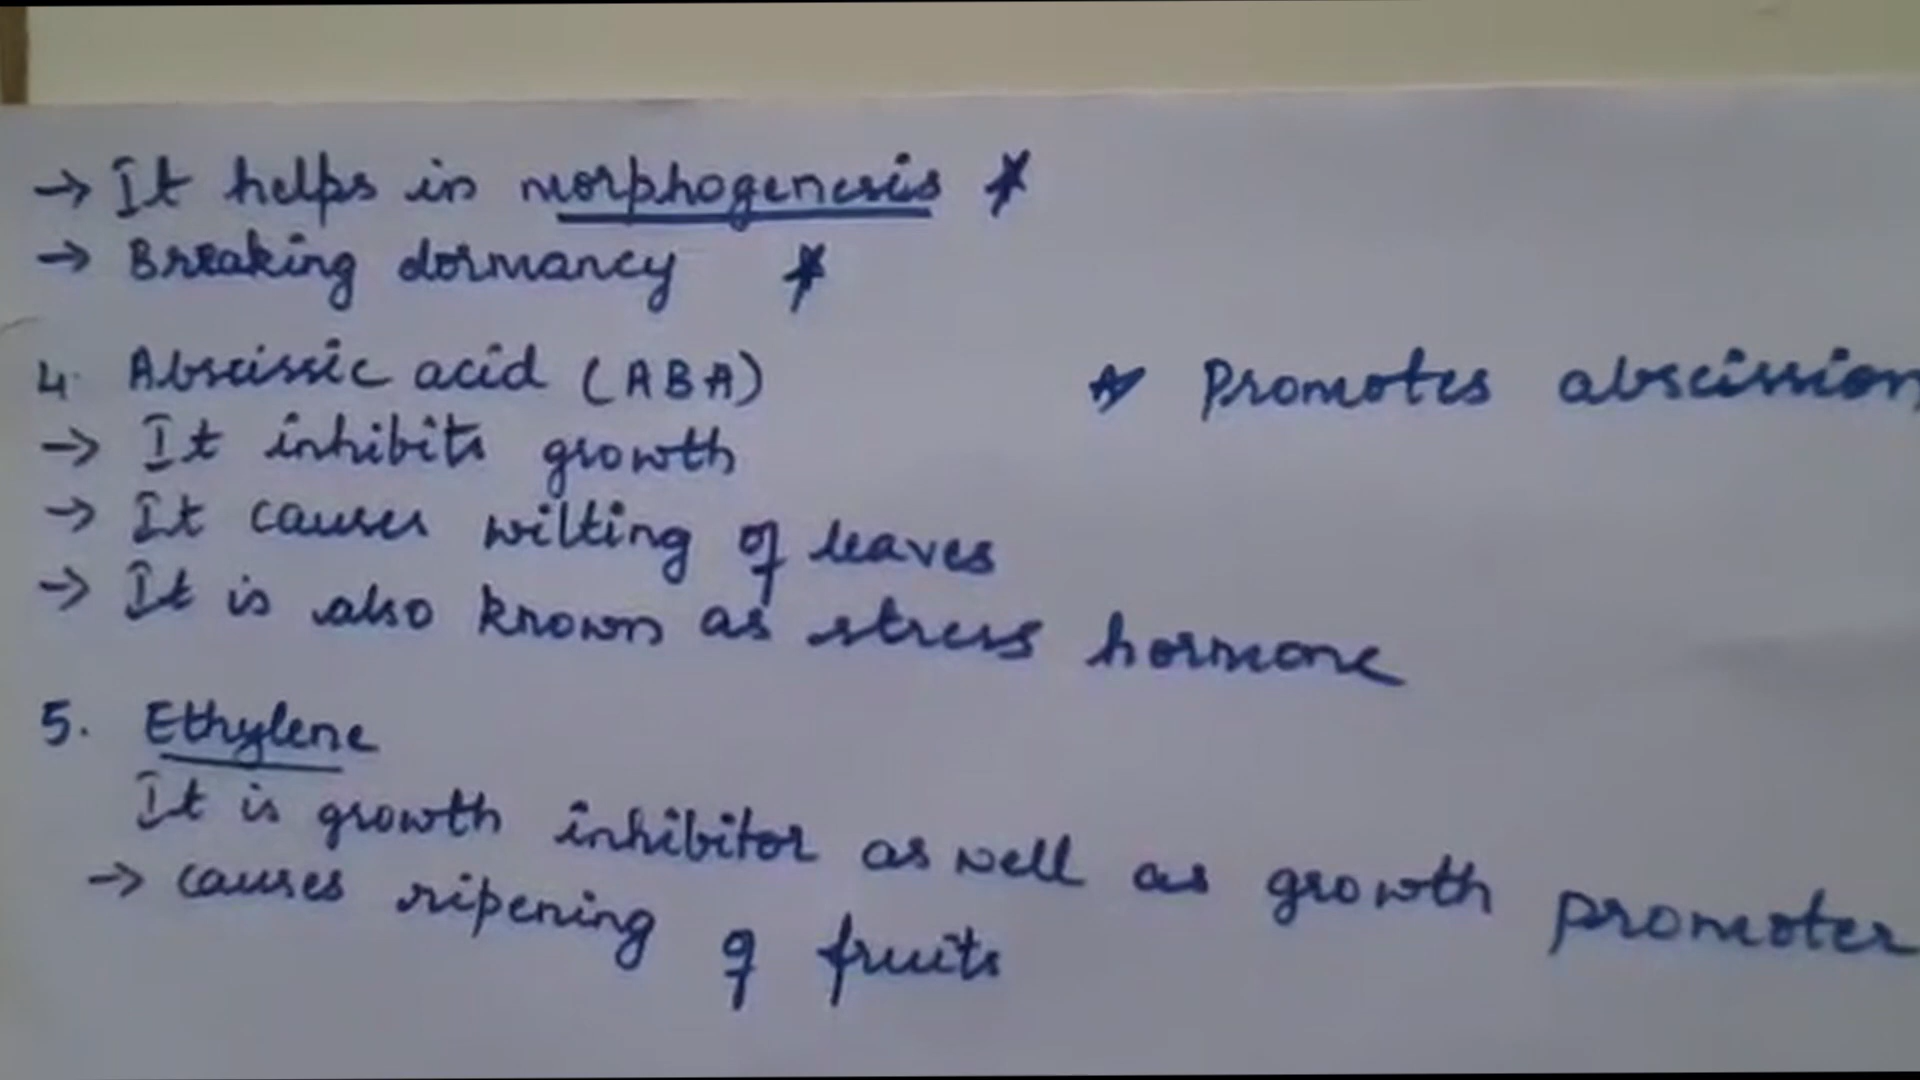 → It helps in morphogenesis *
→ Breaking dormancy *
4. Abscissic acid (ABA) ☆ Promotes abscission
→ It inhibits growth
→ It causes wilting of leaves
→ It is also known as stress hormone
5. Ethylene
It is growth inhibitor as well as growth promoter
→ causes ripening of fruits